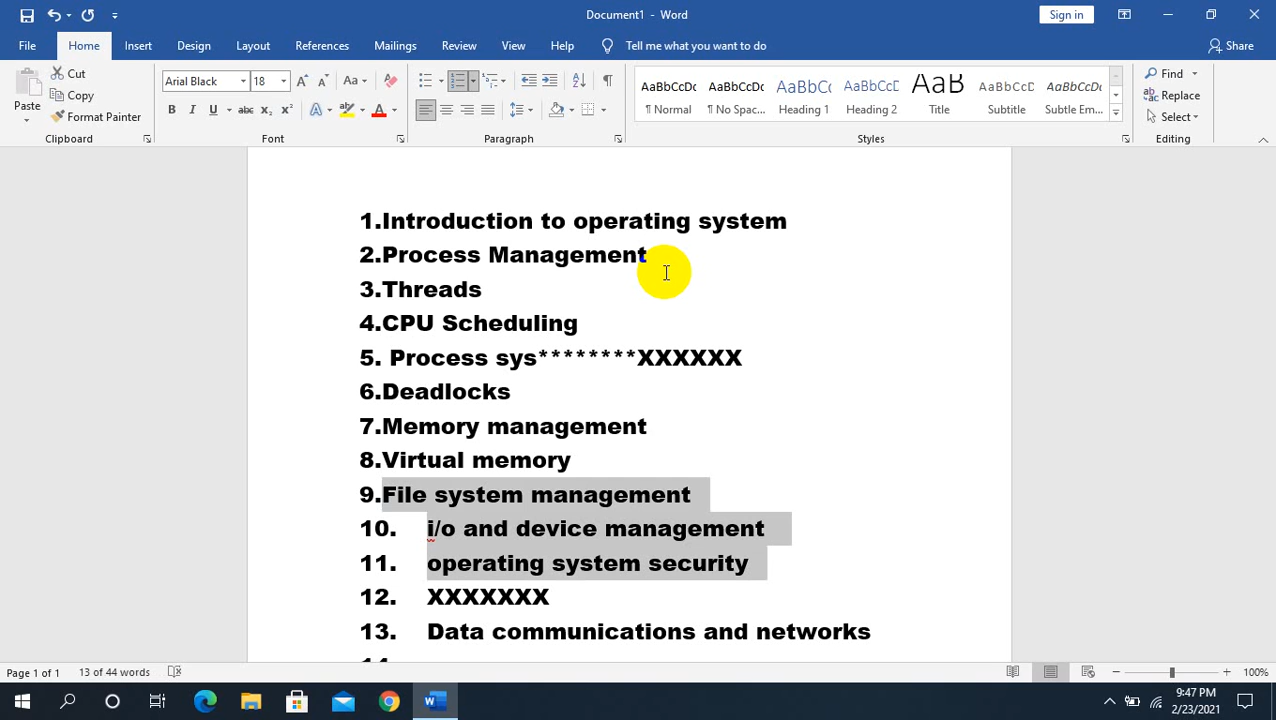 Document1 - Word
Sign in
File Home Insert Design Layout References Mailings Review View Help Tell me what you want to do Share
Paste
Cut
Copy
Format Painter
Arial Black 18
Aa
B I U abc x₂ x² A A
AaBbCcDc AaBbCcDc AaBbCc AaBbCcC AaB AaBbCcD AaBbCcDc
¶ Normal ¶ No Spac... Heading 1 Heading 2 Title Subtitle Subtle Em...
Find
Replace
Select
Clipboard Font Paragraph Styles Editing
1.Introduction to operating system
2.Process Management
3.Threads
4.CPU Scheduling
5. Process sys********XXXXXX
6.Deadlocks
7.Memory management
8.Virtual memory
9.File system management
10. i/o and device management
11. operating system security
12. XXXXXXX
13. Data communications and networks
Page 1 of 1 13 of 44 words 100%
9:47 PM
2/23/2021